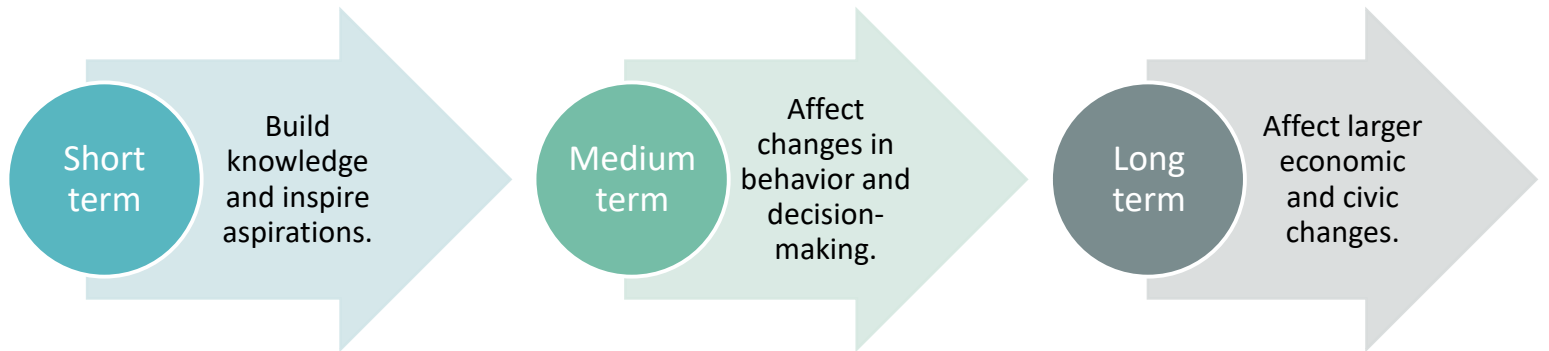 Short
term
Build
knowledge
and inspire
aspirations.
Medium
term
Affect
changes in
behavior and
decision-
making.
Long
term
Affect larger
economic
and civic
changes.